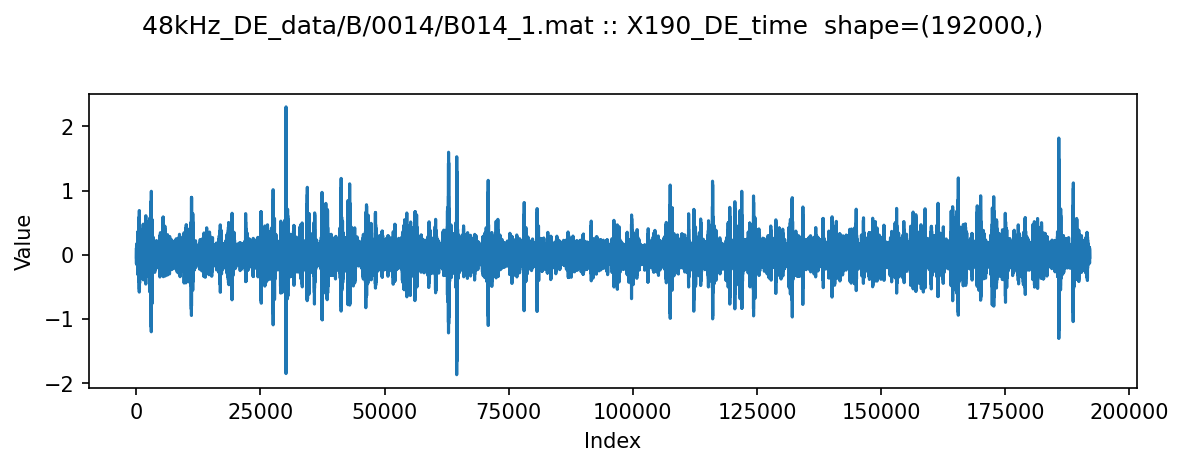 48kHz_DE_data/B/0014/B014_1.mat :: X190_DE_time  shape=(192000,)
Value
2
1
0
−1
−2
0 25000 50000 75000 100000 125000 150000 175000 200000
Index